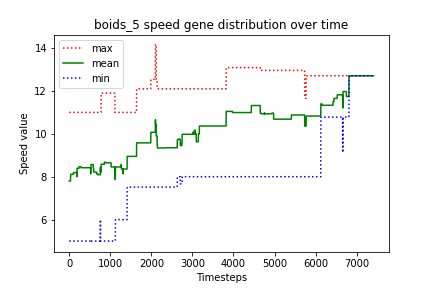 boids_5 speed gene distribution over time
max
mean
min
Speed value
14
12
10
8
6
0 1000 2000 3000 4000 5000 6000 7000
Timesteps